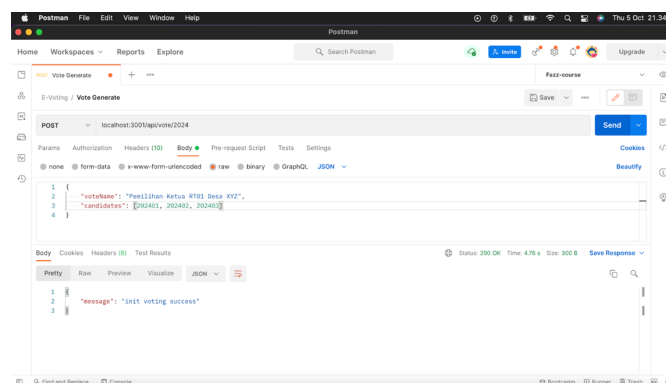 Postman File Edit View Window Help Thu 5 Oct 21.34
Postman
Home Workspaces Reports Explore Search Postman Invite Upgrade
POST Vote Generate Fazz-course
E-Voting / Vote Generate Save
POST localhost:3001/api/vote/2024 Send
Params Authorization Headers (10) Body Pre-request Script Tests Settings Cookies
none form-data x-www-form-urlencoded raw binary GraphQL JSON Beautify
1 {
2 "voteName": "Pemilihan Ketua RT01 Desa XYZ",
3 "candidates": [202401, 202402, 202403]
4 }
Body Cookies Headers (8) Test Results Status: 200 OK Time: 4.76 s Size: 300 B Save Response
Pretty Raw Preview Visualize JSON
1 {
2 "message": "init voting success"
3 }
Find and Replace Console Bootcamp Runner Trash